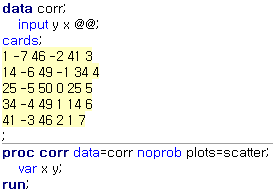 data corr;
input y x @@;
cards;
1 -7 46 -2 41 3
14 -6 49 -1 34 4
25 -5 50 0 25 5
34 -4 49 1 14 6
41 -3 46 2 1 7
;
proc corr data=corr noprob plots=scatter;
var x y;
run;